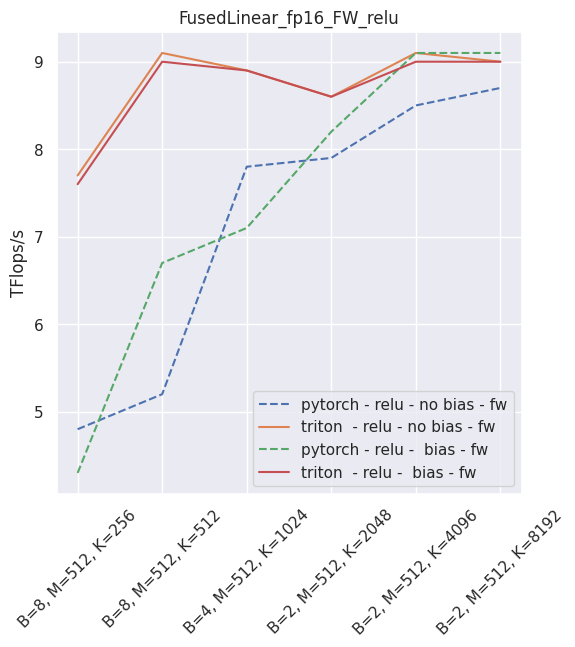 FusedLinear_fp16_FW_relu
TFlops/s
9
8
7
6
5
pytorch - relu - no bias - fw
triton  - relu - no bias - fw
pytorch - relu -  bias - fw
triton  - relu -  bias - fw
B=8, M=512, K=256
B=8, M=512, K=512
B=4, M=512, K=1024
B=2, M=512, K=2048
B=2, M=512, K=4096
B=2, M=512, K=8192